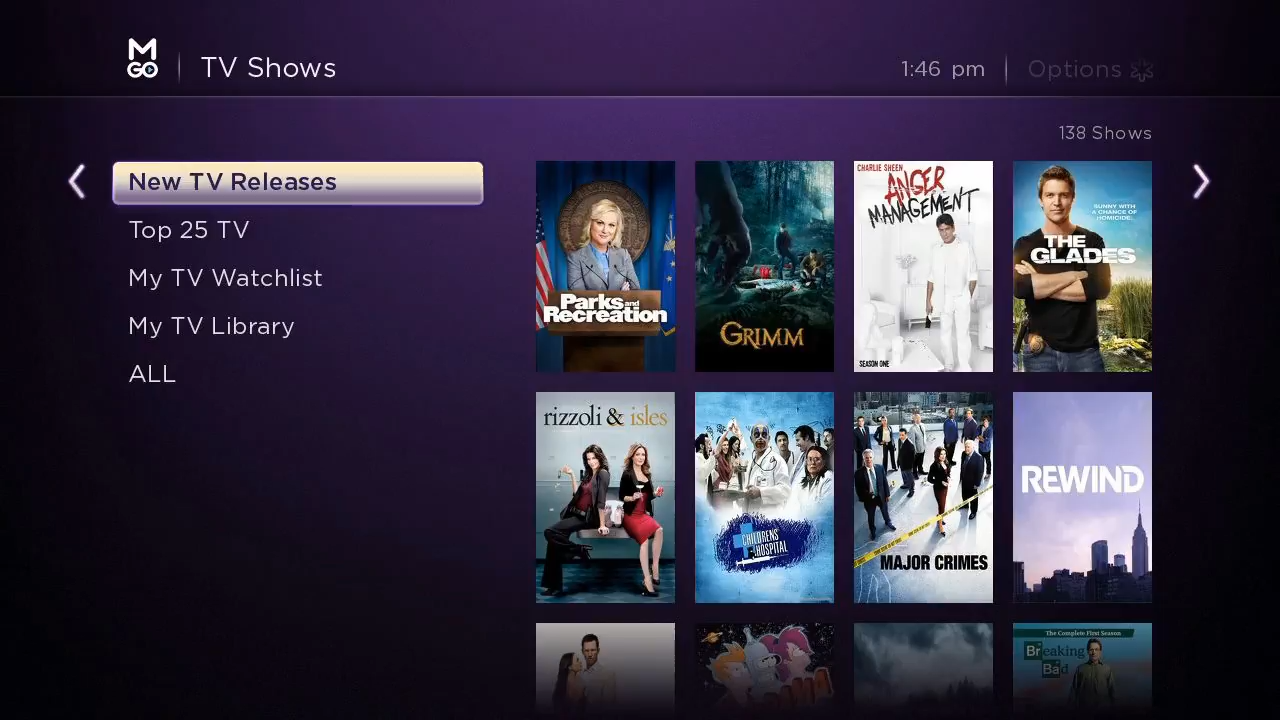 M
GO
TV Shows
1:46 pm
Options
138 Shows
New TV Releases
Top 25 TV
My TV Watchlist
My TV Library
ALL
Parks and
Recreation
GRIMM
CHARLIE SHEEN
ANGER
MANAGEMENT
SEASON ONE
SUNNY WITH
A CHANCE OF
HOMICIDE.
THE
GLADES
rizzoli & isles
CHILDRENS
HOSPITAL
MAJOR CRIMES
REWIND
The Complete First Season
Breaking
Bad